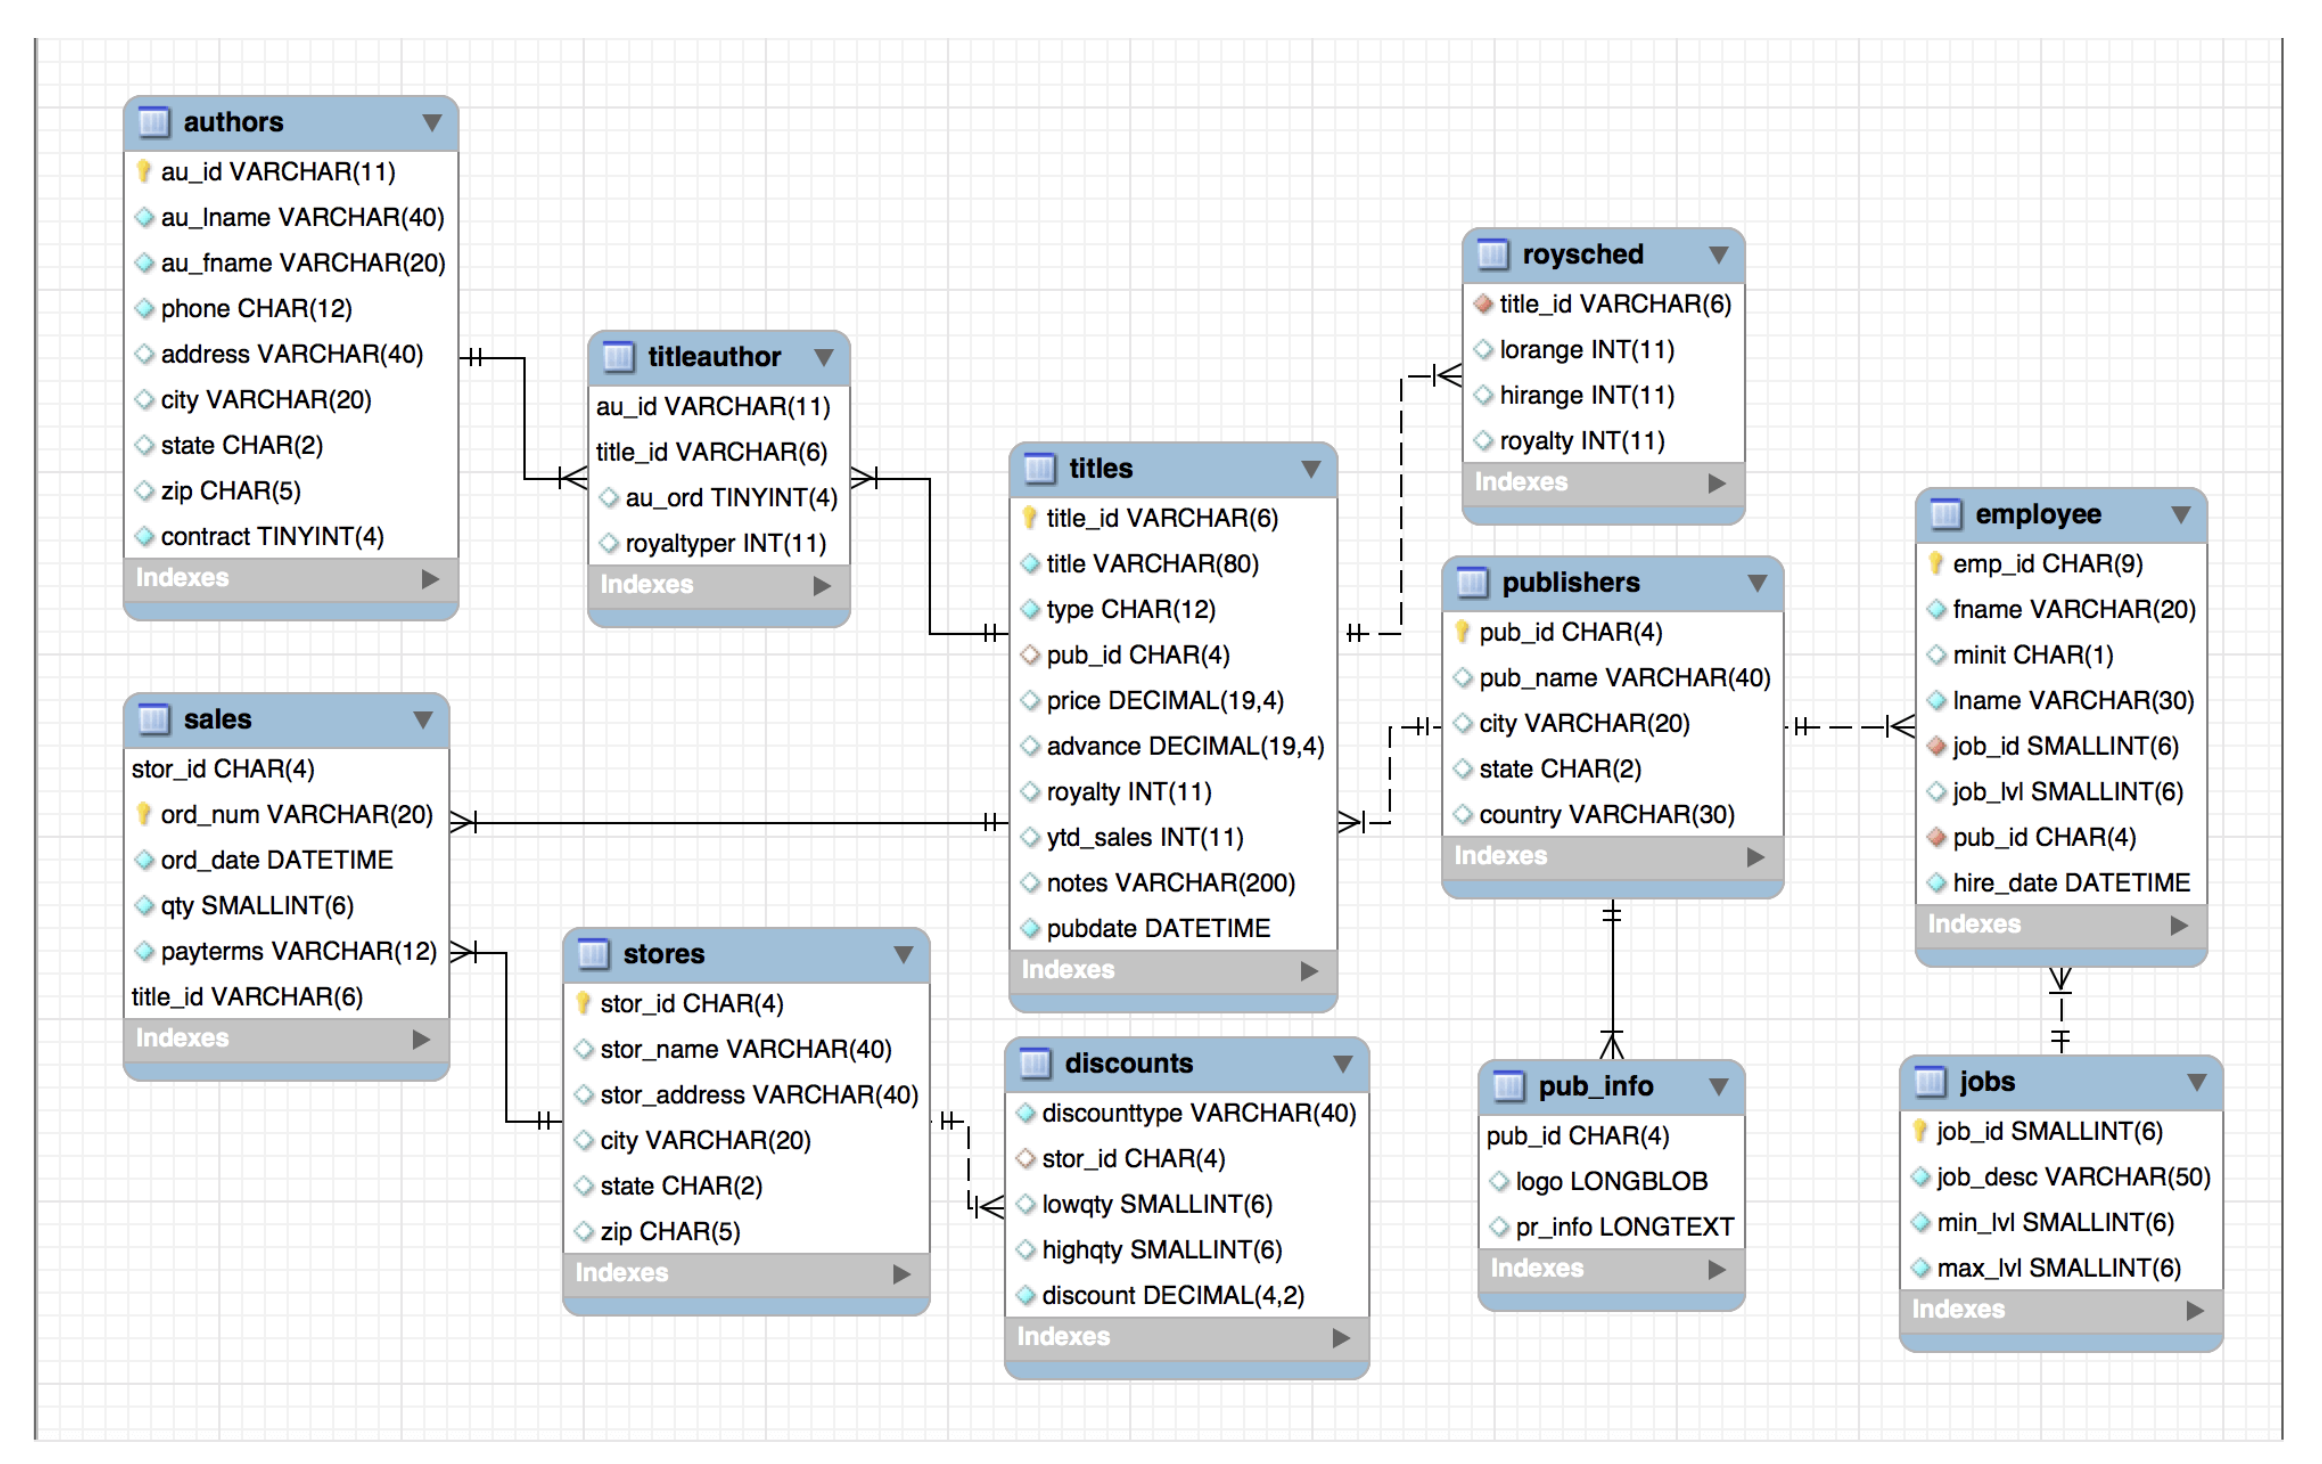 authors
au_id VARCHAR(11)
au_lname VARCHAR(40)
au_fname VARCHAR(20)
phone CHAR(12)
address VARCHAR(40)
city VARCHAR(20)
state CHAR(2)
zip CHAR(5)
contract TINYINT(4)
Indexes
titleauthor
au_id VARCHAR(11)
title_id VARCHAR(6)
au_ord TINYINT(4)
royaltyper INT(11)
Indexes
titles
title_id VARCHAR(6)
title VARCHAR(80)
type CHAR(12)
pub_id CHAR(4)
price DECIMAL(19,4)
advance DECIMAL(19,4)
royalty INT(11)
ytd_sales INT(11)
notes VARCHAR(200)
pubdate DATETIME
Indexes
roysched
title_id VARCHAR(6)
lorange INT(11)
hirange INT(11)
royalty INT(11)
Indexes
publishers
pub_id CHAR(4)
pub_name VARCHAR(40)
city VARCHAR(20)
state CHAR(2)
country VARCHAR(30)
Indexes
employee
emp_id CHAR(9)
fname VARCHAR(20)
minit CHAR(1)
lname VARCHAR(30)
job_id SMALLINT(6)
job_lvl SMALLINT(6)
pub_id CHAR(4)
hire_date DATETIME
Indexes
sales
stor_id CHAR(4)
ord_num VARCHAR(20)
ord_date DATETIME
qty SMALLINT(6)
payterms VARCHAR(12)
title_id VARCHAR(6)
Indexes
stores
stor_id CHAR(4)
stor_name VARCHAR(40)
stor_address VARCHAR(40)
city VARCHAR(20)
state CHAR(2)
zip CHAR(5)
Indexes
discounts
discounttype VARCHAR(40)
stor_id CHAR(4)
lowqty SMALLINT(6)
highqty SMALLINT(6)
discount DECIMAL(4,2)
Indexes
pub_info
pub_id CHAR(4)
logo LONGBLOB
pr_info LONGTEXT
Indexes
jobs
job_id SMALLINT(6)
job_desc VARCHAR(50)
min_lvl SMALLINT(6)
max_lvl SMALLINT(6)
Indexes